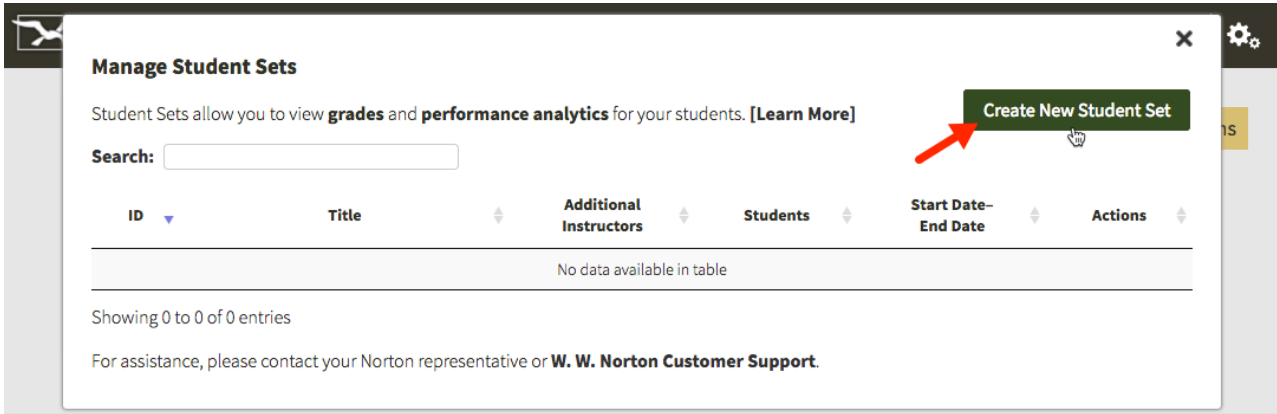 Manage Student Sets
Student Sets allow you to view grades and performance analytics for your students. [Learn More]
Create New Student Set
Search:
ID
Title
Additional
Instructors
Students
Start Date–
End Date
Actions
No data available in table
Showing 0 to 0 of 0 entries
For assistance, please contact your Norton representative or W. W. Norton Customer Support.